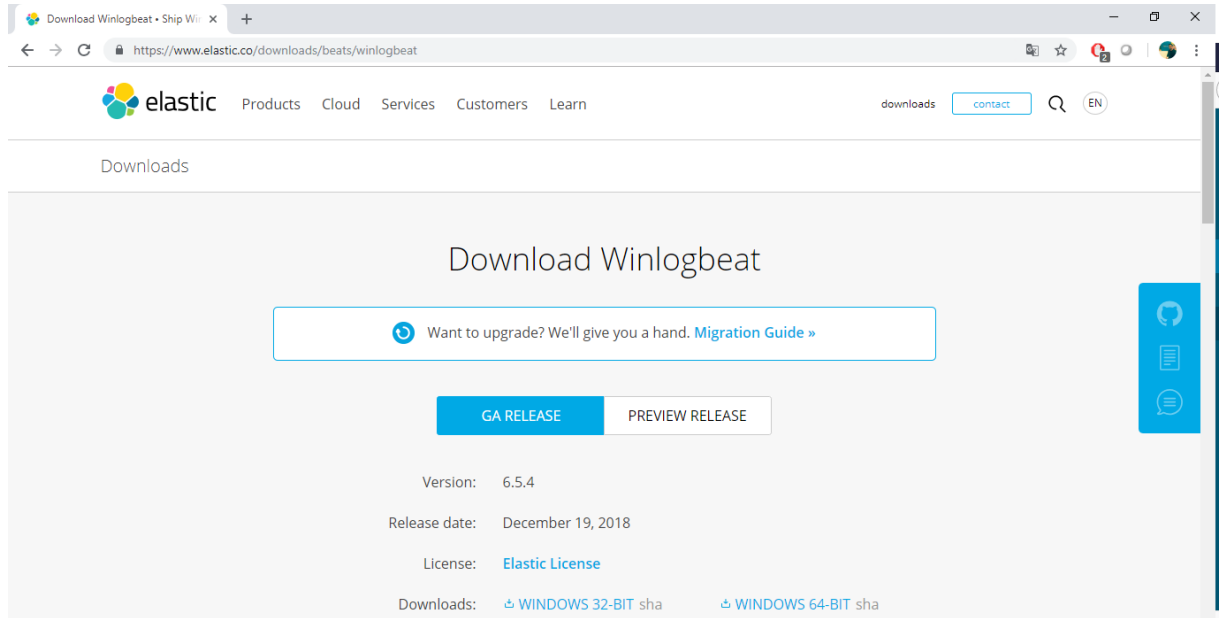 Download Winlogbeat • Ship Win
https://www.elastic.co/downloads/beats/winlogbeat
2
elastic Products Cloud Services Customers Learn downloads contact EN
Downloads
Download Winlogbeat
Want to upgrade? We'll give you a hand. Migration Guide »
GA RELEASE PREVIEW RELEASE
Version: 6.5.4
Release date: December 19, 2018
License: Elastic License
Downloads: WINDOWS 32-BIT sha WINDOWS 64-BIT sha